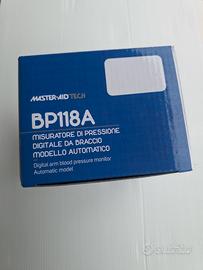 MASTER-AID TECH
BP118A
MISURATORE DI PRESSIONE
DIGITALE DA BRACCIO
MODELLO AUTOMATICO
Digital arm blood pressure monitor
Automatic model
subito